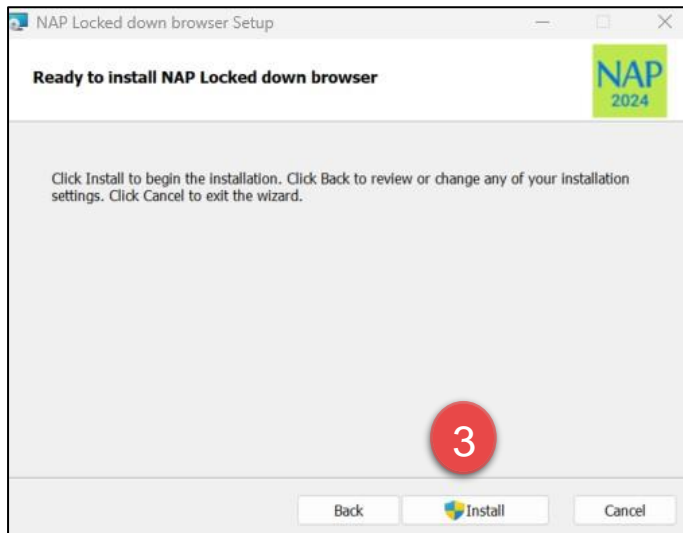 NAP Locked down browser Setup
Ready to install NAP Locked down browser
NAP
2024
Click Install to begin the installation. Click Back to review or change any of your installation
settings. Click Cancel to exit the wizard.
3
Back Install Cancel